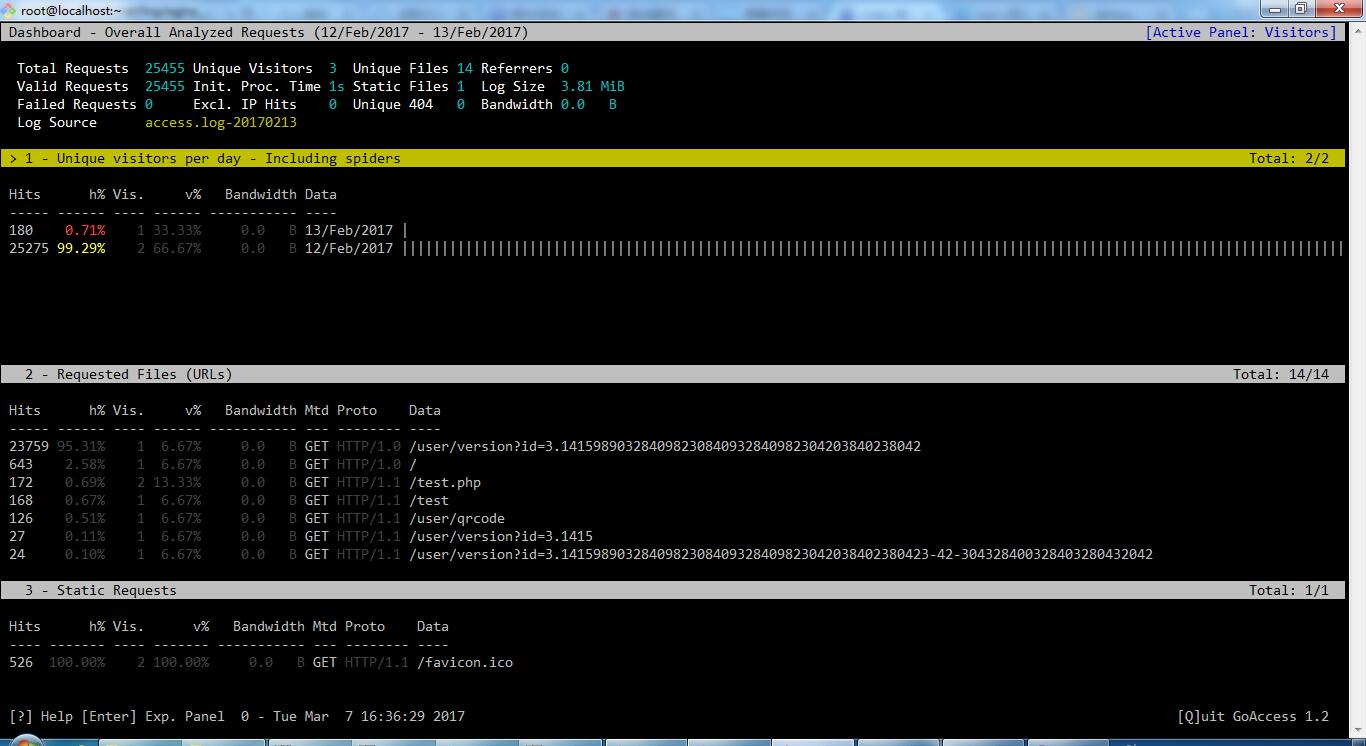 root@localhost:~
Dashboard - Overall Analyzed Requests (12/Feb/2017 - 13/Feb/2017) [Active Panel: Visitors]
Total Requests 25455 Unique Visitors 3 Unique Files 14 Referrers 0
Valid Requests 25455 Init. Proc. Time 1s Static Files 1 Log Size 3.81 MiB
Failed Requests 0 Excl. IP Hits 0 Unique 404 0 Bandwidth 0.0 B
Log Source access.log-20170213
> 1 - Unique visitors per day - Including spiders Total: 2/2
Hits h% Vis. v% Bandwidth Data
----- ------ ---- ------ ----------- ----
180 0.71% 1 33.33% 0.0 B 13/Feb/2017 |
25275 99.29% 2 66.67% 0.0 B 12/Feb/2017 ||||||||||||||||||||||||||||||||||||||||||||||||||||||||||||||||||||||||||||||||||||||||||||||||||||||||||||||||||||||
2 - Requested Files (URLs) Total: 14/14
Hits h% Vis. v% Bandwidth Mtd Proto Data
----- ------ ---- ------ ----------- --- -------- ----
23759 95.31% 1 6.67% 0.0 B GET HTTP/1.0 /user/version?id=3.141598903284098230840932840982304203840238042
643 2.58% 1 6.67% 0.0 B GET HTTP/1.0 /
172 0.69% 2 13.33% 0.0 B GET HTTP/1.1 /test.php
168 0.67% 1 6.67% 0.0 B GET HTTP/1.1 /test
126 0.51% 1 6.67% 0.0 B GET HTTP/1.1 /user/qrcode
27 0.11% 1 6.67% 0.0 B GET HTTP/1.1 /user/version?id=3.1415
24 0.10% 1 6.67% 0.0 B GET HTTP/1.1 /user/version?id=3.1415989032840982308409328409823042038402380423-42-304328400328403280432042
3 - Static Requests Total: 1/1
Hits h% Vis. v% Bandwidth Mtd Proto Data
---- ------- ---- ------- ----------- --- -------- ----
526 100.00% 2 100.00% 0.0 B GET HTTP/1.1 /favicon.ico
[?] Help [Enter] Exp. Panel 0 - Tue Mar 7 16:36:29 2017 [Q]uit GoAccess 1.2